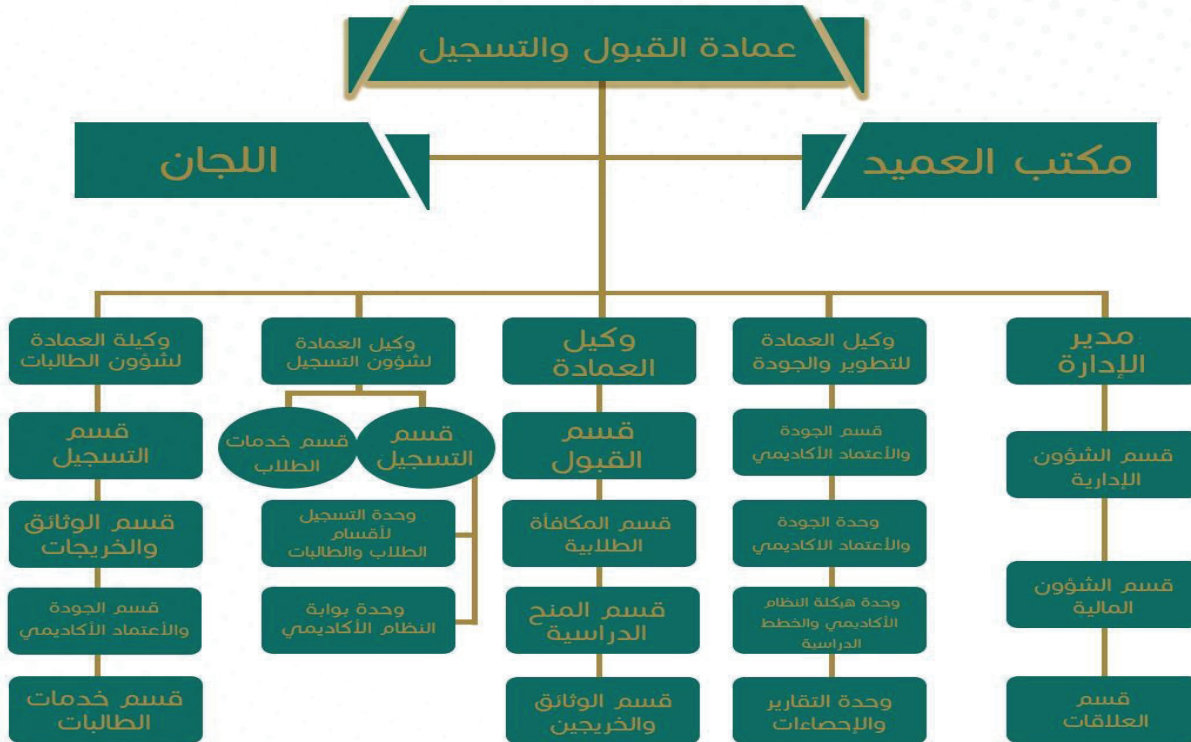 عمادة القبول والتسجيل
مكتب العميد
اللجان
مدير
الإدارة
قسم الشؤون
الإدارية
قسم الشؤون
المالية
قسم
العلاقات
وكيل العمادة
للتطوير والجودة
قسم الجودة
والأعتماد الأكاديمي
وحدة الجودة
والأعتماد الاكاديمي
وحدة هيكلة النظام
الأكاديمي والخطط
الدراسية
وحدة التقارير
والإحصاءات
وكيل
العمادة
قسم
القبول
قسم المكافأة
الطلابية
قسم المنح
الدراسية
قسم الوثائق
والخريجين
وكيل العمادة
لشؤون التسجيل
قسم
التسجيل
قسم خدمات
الطلاب
وحدة التسجيل
لأقسام
الطلاب والطالبات
وحدة بوابة
النظام الأكاديمي
وكيلة العمادة
لشؤون الطالبات
قسم
التسجيل
قسم الوثائق
والخريجات
قسم الجودة
والأعتماد الأكاديمي
قسم خدمات
الطالبات